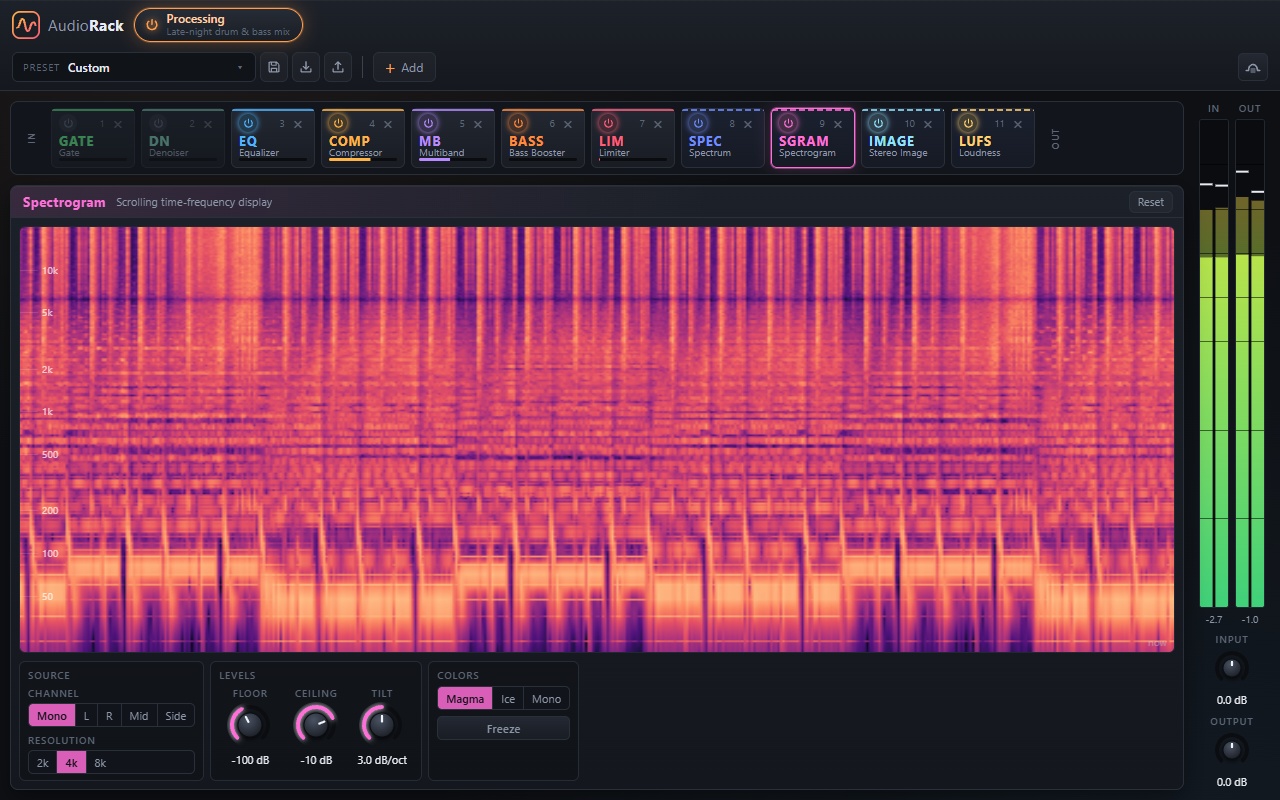 AudioRack
Processing
Late-night drum & bass mix
PRESET Custom
+ Add
IN
1
GATE
Gate
2
DN
Denoiser
3
EQ
Equalizer
4
COMP
Compressor
5
MB
Multiband
6
BASS
Bass Booster
7
LIM
Limiter
8
SPEC
Spectrum
9
SGRAM
Spectrogram
10
IMAGE
Stereo Image
11
LUFS
Loudness
OUT
IN OUT
Spectrogram Scrolling time-frequency display Reset
10k
5k
2k
1k
500
200
100
50
now
-2.7 -1.0
INPUT
0.0 dB
OUTPUT
0.0 dB
SOURCE
CHANNEL
Mono L R Mid Side
RESOLUTION
2k 4k 8k
LEVELS
FLOOR CEILING TILT
-100 dB -10 dB 3.0 dB/oct
COLORS
Magma Ice Mono
Freeze